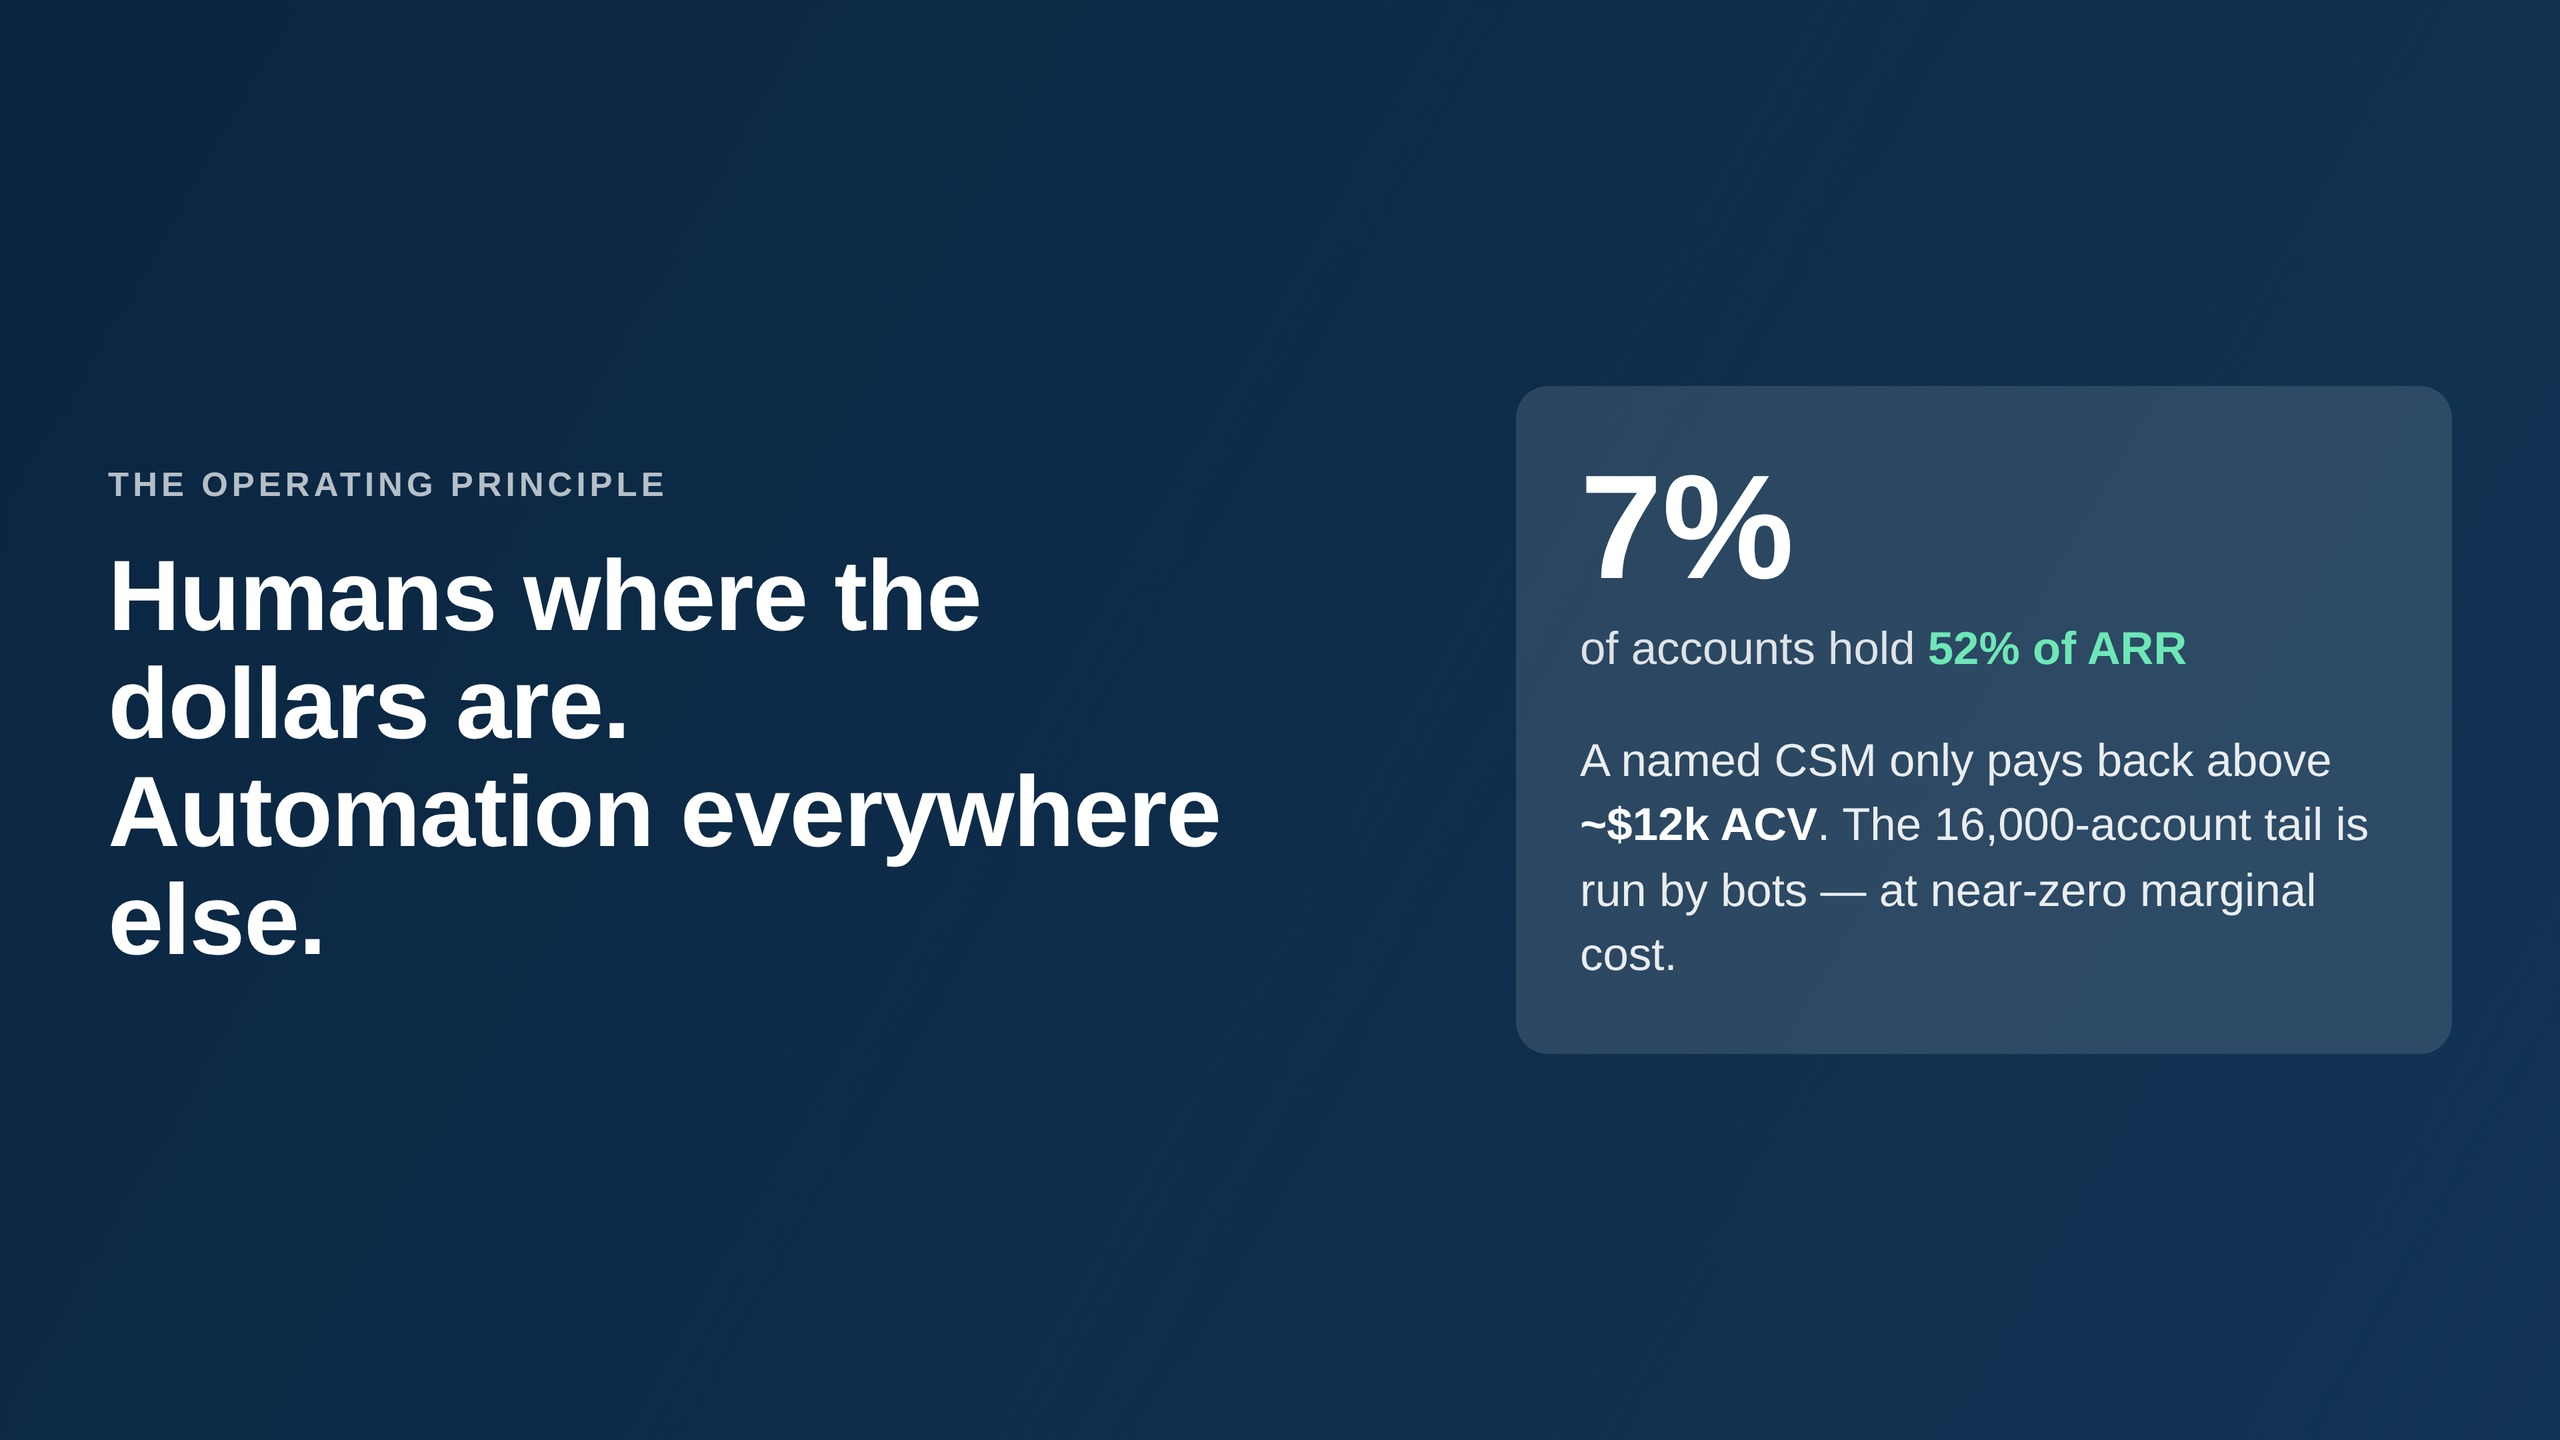 THE OPERATING PRINCIPLE
Humans where the
dollars are.
Automation everywhere
else.
7%
of accounts hold 52% of ARR
A named CSM only pays back above
~$12k ACV. The 16,000-account tail is
run by bots — at near-zero marginal
cost.